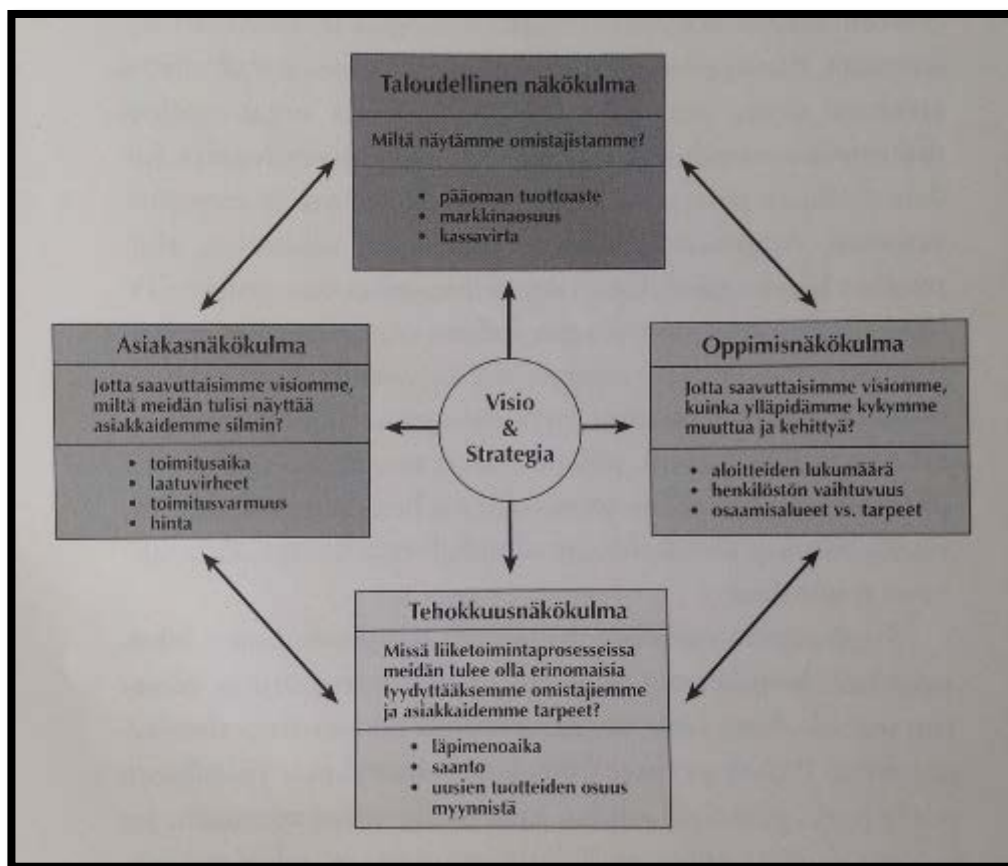 Taloudellinen näkökulma
Miltä näytämme omistajistamme?
• pääoman tuottoaste
• markkinaosuus
• kassavirta
Asiakasnäkökulma
Jotta saavuttaisimme visiomme,
miltä meidän tulisi näyttää
asiakkaidemme silmin?
• toimitusaika
• laatuvirheet
• toimitusvarmuus
• hinta
Visio
&
Strategia
Oppimisnäkökulma
Jotta saavuttaisimme visiomme,
kuinka ylläpidämme kykymme
muuttua ja kehittyä?
• aloitteiden lukumäärä
• henkilöstön vaihtuvuus
• osaamisalueet vs. tarpeet
Tehokkuusnäkökulma
Missä liiketoimintaprosesseissa
meidän tulee olla erinomaisia
tyydyttääksemme omistajiemme
ja asiakkaidemme tarpeet?
• läpimenoaika
• saanto
• uusien tuotteiden osuus
myynnistä